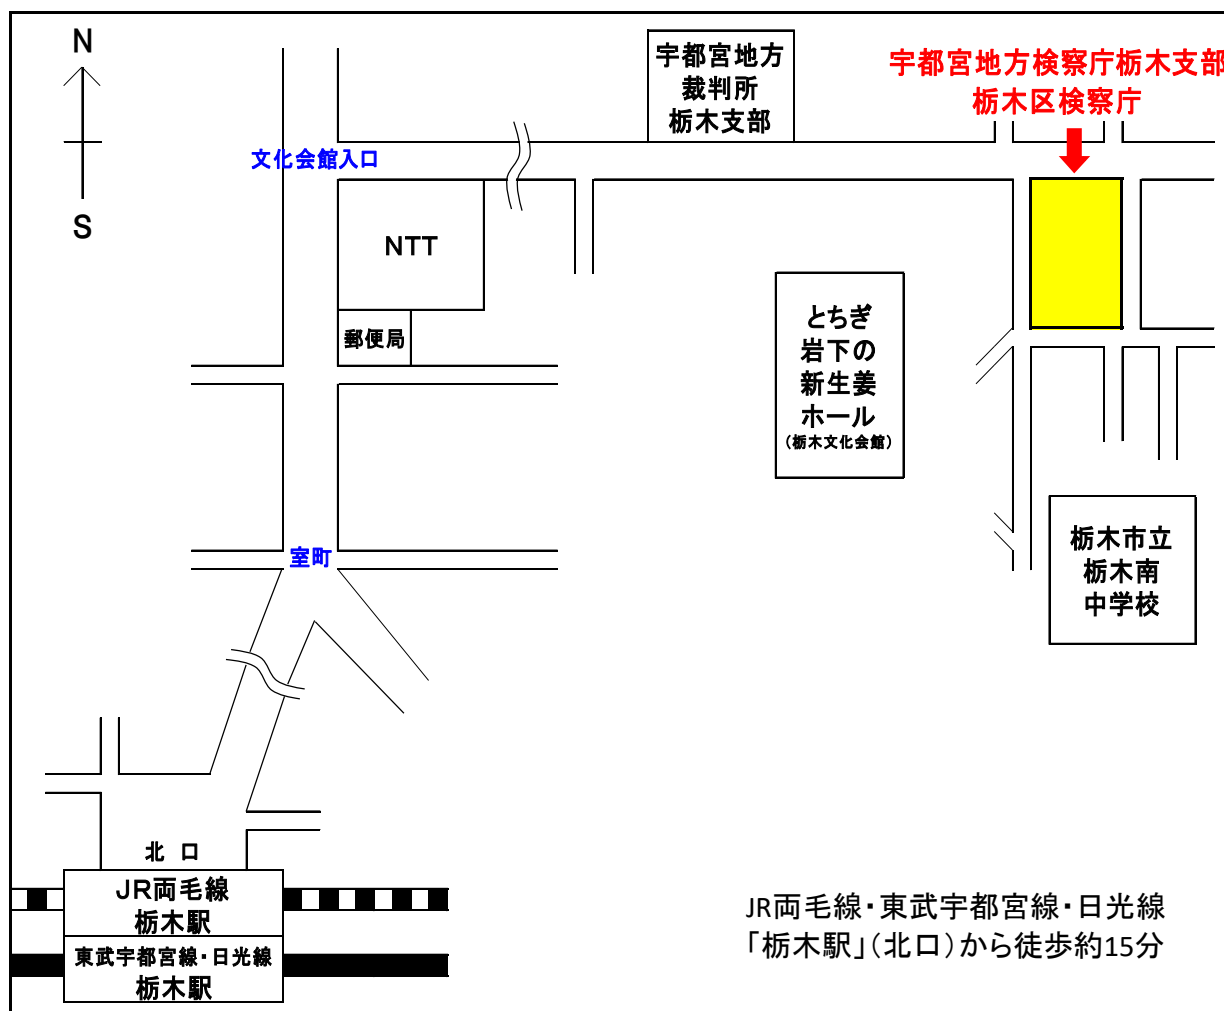 N
S
宇都宮地方
裁判所
栃木支部
宇都宮地方検察庁栃木支部
栃木区検察庁
文化会館入口
NTT
郵便局
とちぎ
岩下の
新生姜
ホール
(栃木文化会館)
室町
栃木市立
栃木南
中学校
北 口
JR両毛線
栃木駅
東武宇都宮線・日光線
栃木駅
JR両毛線・東武宇都宮線・日光線
「栃木駅」(北口)から徒歩約15分